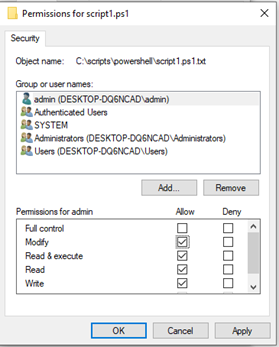 Permissions for script1.ps1
Security
Object name: C:\scripts\powershell\script1.ps1.txt
Group or user names:
admin (DESKTOP-DQ6NCAD\admin)
Authenticated Users
SYSTEM
Administrators (DESKTOP-DQ6NCAD\Administrators)
Users (DESKTOP-DQ6NCAD\Users)
Add... Remove
Permissions for admin Allow Deny
Full control
Modify
Read & execute
Read
Write
OK Cancel Apply